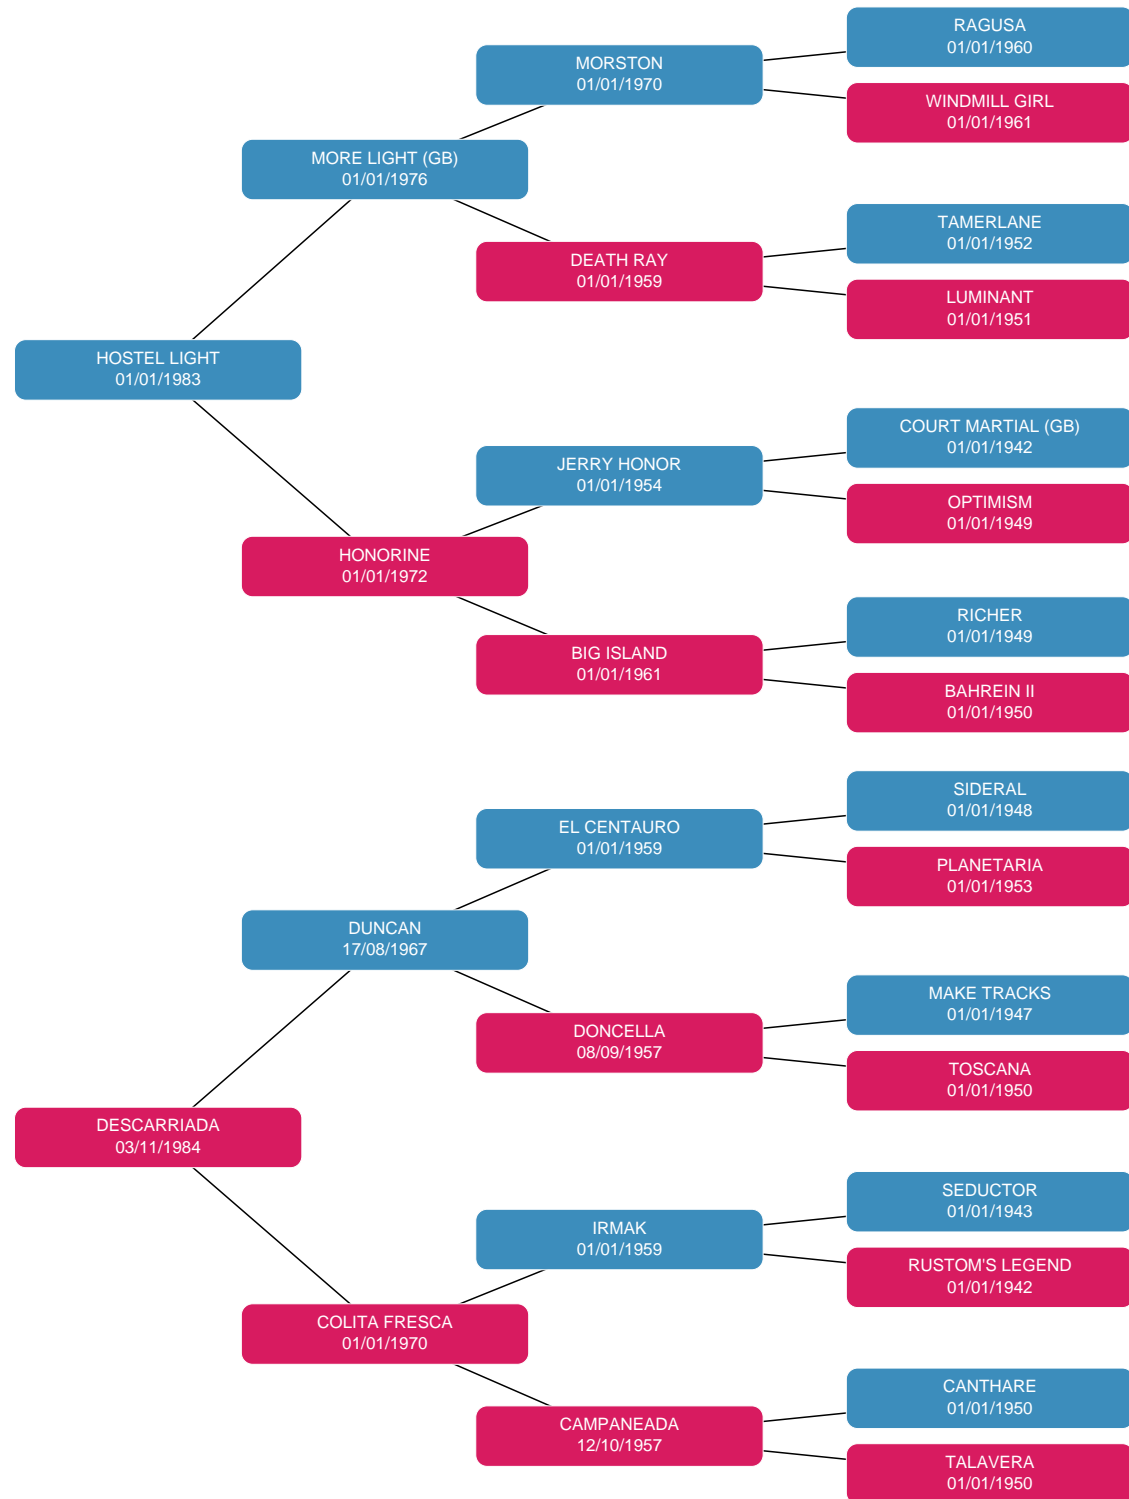 RAGUSA
01/01/1960
MORSTON
01/01/1970
WINDMILL GIRL
01/01/1961
MORE LIGHT (GB)
01/01/1976
TAMERLANE
01/01/1952
DEATH RAY
01/01/1959
LUMINANT
01/01/1951
HOSTEL LIGHT
01/01/1983
COURT MARTIAL (GB)
01/01/1942
JERRY HONOR
01/01/1954
OPTIMISM
01/01/1949
HONORINE
01/01/1972
RICHER
01/01/1949
BIG ISLAND
01/01/1961
BAHREIN II
01/01/1950
SIDERAL
01/01/1948
EL CENTAURO
01/01/1959
PLANETARIA
01/01/1953
DUNCAN
17/08/1967
MAKE TRACKS
01/01/1947
DONCELLA
08/09/1957
TOSCANA
01/01/1950
DESCARRIADA
03/11/1984
SEDUCTOR
01/01/1943
IRMAK
01/01/1959
RUSTOM'S LEGEND
01/01/1942
COLITA FRESCA
01/01/1970
CANTHARE
01/01/1950
CAMPANEADA
12/10/1957
TALAVERA
01/01/1950